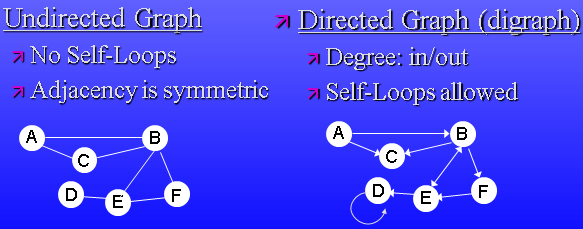 Undirected Graph
No Self-Loops
Adjacency is symmetric
A
B
C
D
E
F
Directed Graph (digraph)
Degree: in/out
Self-Loops allowed
A
B
C
D
E
F